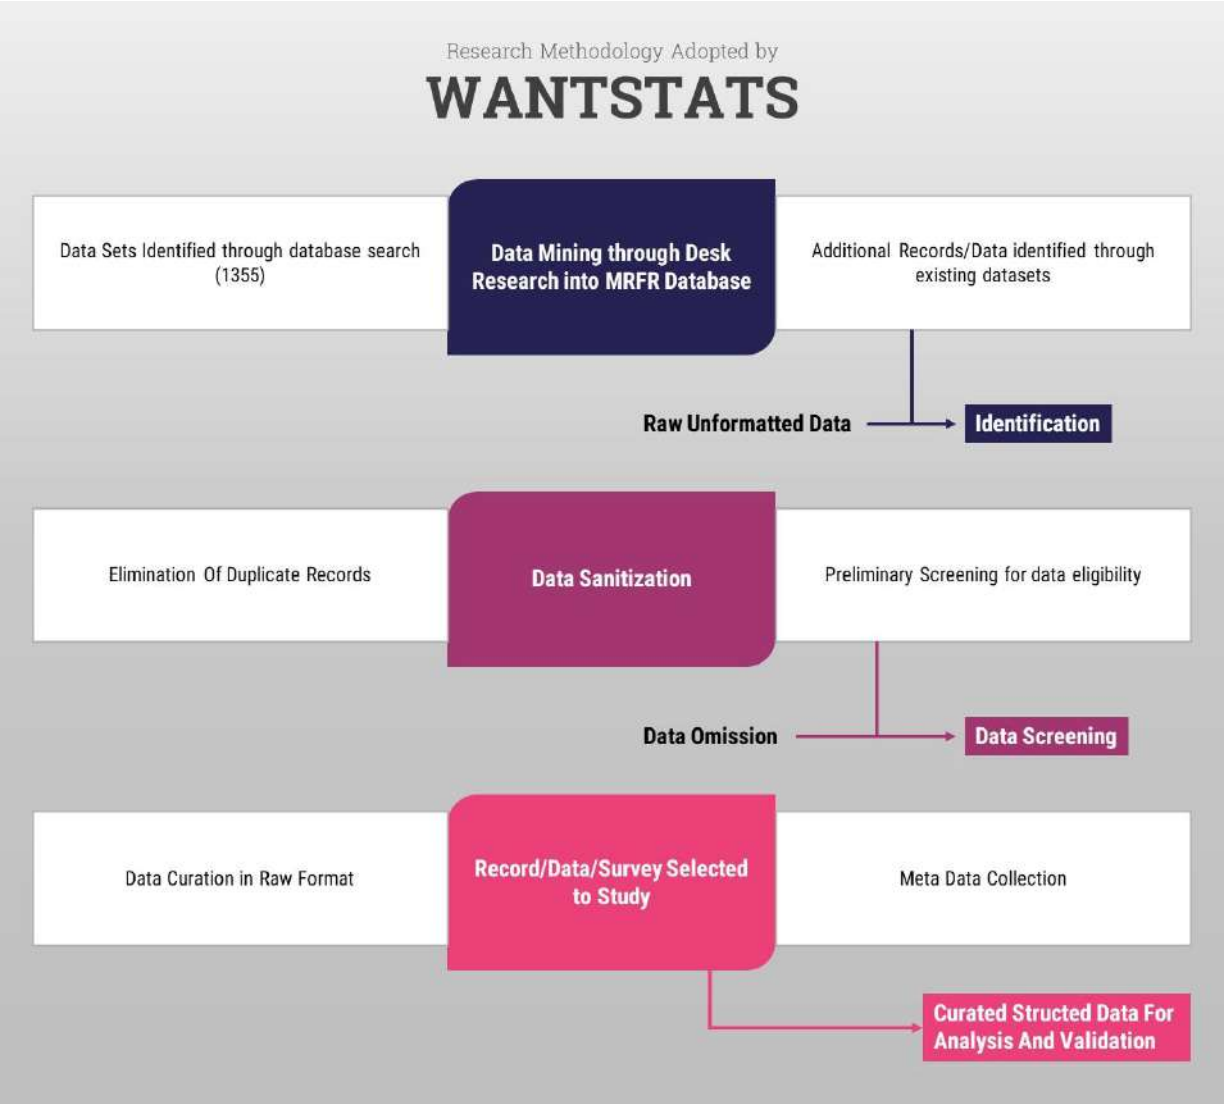 Research Methodology Adopted by
WANTSTATS
Data Sets Identified through database search
(1355)
Data Mining through Desk
Research into MRFR Database
Additional Records/Data identified through
existing datasets
Raw Unformatted Data
Identification
Elimination Of Duplicate Records
Data Sanitization
Preliminary Screening for data eligibility
Data Omission
Data Screening
Data Curation in Raw Format
Record/Data/Survey Selected
to Study
Meta Data Collection
Curated Structed Data For
Analysis And Validation